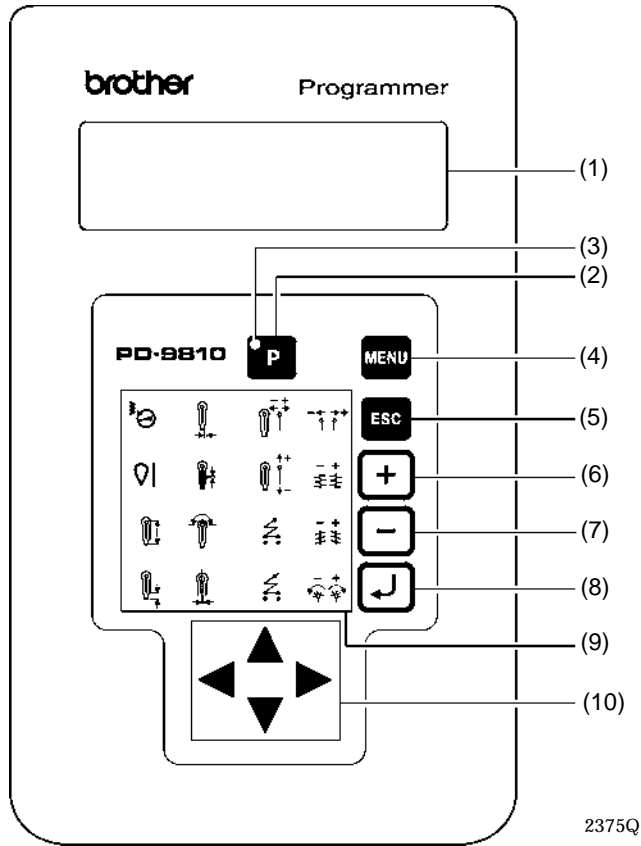 brother Programmer
(1)
(3)
(2)
PD-9810 P MENU (4)
ESC (5)
+ (6)
- (7)
(8)
(9)
(10)
2375Q